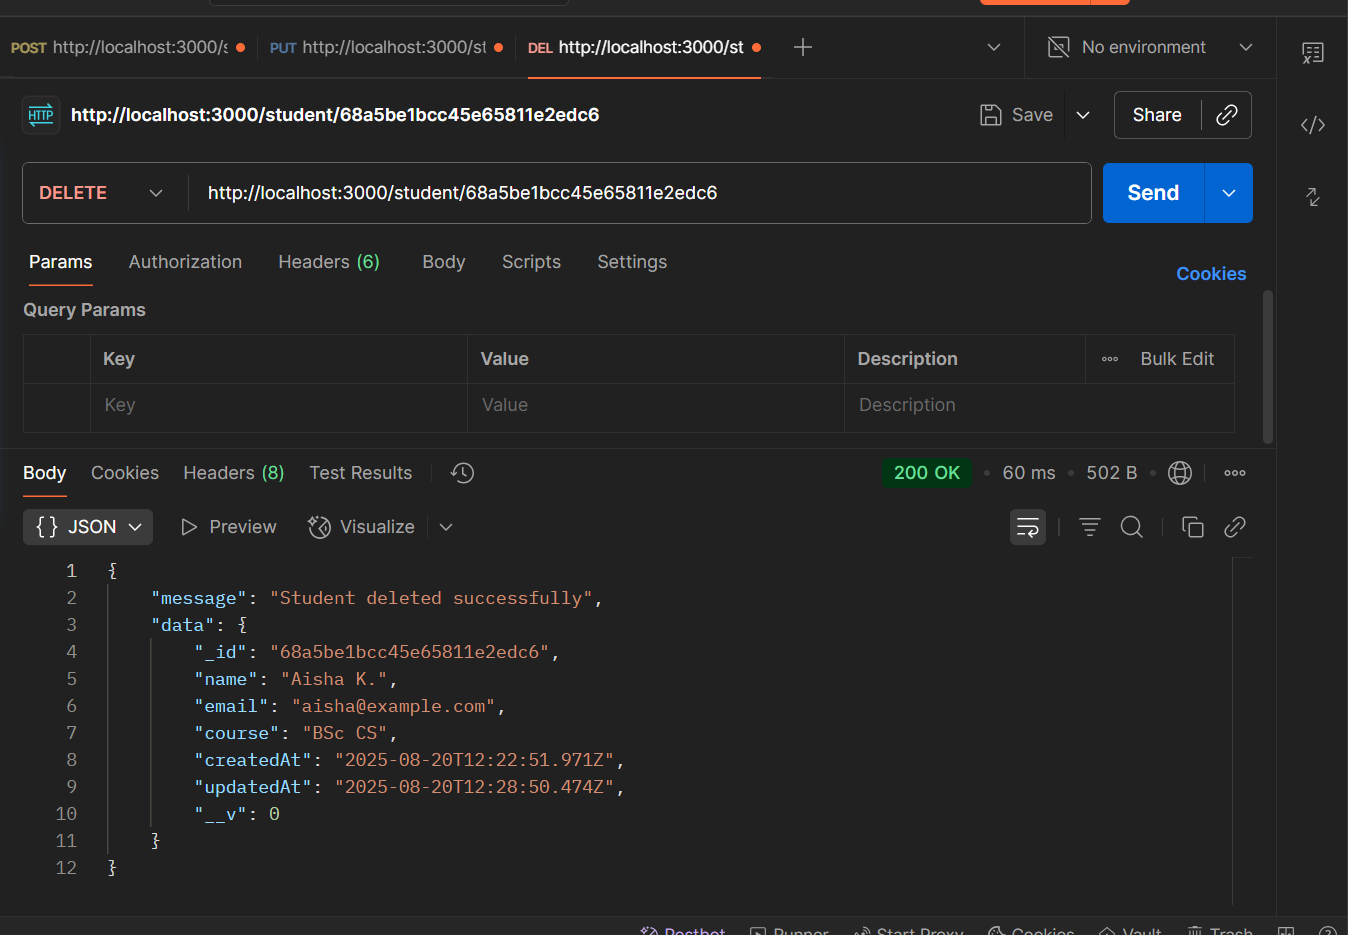 POST http://localhost:3000/s
PUT http://localhost:3000/st
DEL http://localhost:3000/st
No environment
HTTP http://localhost:3000/student/68a5be1bcc45e65811e2edc6
Save
Share
DELETE http://localhost:3000/student/68a5be1bcc45e65811e2edc6
Send
Params Authorization Headers (6) Body Scripts Settings
Cookies
Query Params
Key Value Description Bulk Edit
Key Value Description
Body Cookies Headers (8) Test Results 200 OK • 60 ms • 502 B
{} JSON Preview Visualize
1 {
2 "message": "Student deleted successfully",
3 "data": {
4 "_id": "68a5be1bcc45e65811e2edc6",
5 "name": "Aisha K.",
6 "email": "aisha@example.com",
7 "course": "BSc CS",
8 "createdAt": "2025-08-20T12:22:51.971Z",
9 "updatedAt": "2025-08-20T12:28:50.474Z",
10 "__v": 0
11 }
12 }
Postbot Runner Start Proxy Cookies Vault Trash